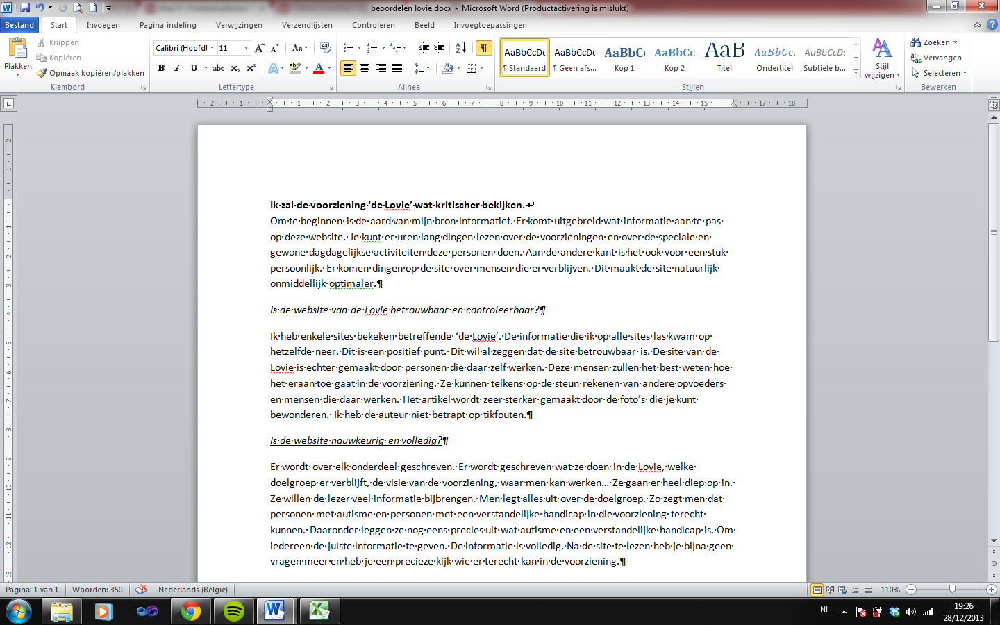 beoordelen lovie.docx - Microsoft Word (Productactivering is mislukt)
Bestand Start Invoegen Pagina-indeling Verwijzingen Verzendlijsten Controleren Beeld Invoegtoepassingen
Plakken
Knippen
Kopiëren
Opmaak kopiëren/plakken
Klembord
Calibri (Hoofdt 11
Lettertype
Alinea
AaBbCcDc AaBbCcDc AaBbCc AaBbCc AaB AaBbCc. AaBbCcDc
¶ Standaard ¶ Geen afs... Kop 1 Kop 2 Titel Ondertitel Subtiele b...
Stijlen
Stijl wijzigen
Zoeken
Vervangen
Selecteren
Bewerken
Ik zal de voorziening ‘de Lovie’ wat kritischer bekijken.
Om te beginnen is de aard van mijn bron informatief. Er komt uitgebreid wat informatie aan te pas
op deze website. Je kunt er uren lang dingen lezen over de voorzieningen en over de speciale en
gewone dagdagelijkse activiteiten deze personen doen. Aan de andere kant is het ook voor een stuk
persoonlijk. Er komen dingen op de site over mensen die er verblijven. Dit maakt de site natuurlijk
onmiddellijk optimaler.¶
Is de website van de Lovie betrouwbaar en controleerbaar?¶
Ik heb enkele sites bekeken betreffende ‘de Lovie’. De informatie die ik op alle sites las kwam op
hetzelfde neer. Dit is een positief punt. Dit wil al zeggen dat de site betrouwbaar is. De site van de
Lovie is echter gemaakt door personen die daar zelf werken. Deze mensen zullen het best weten hoe
het eraan toe gaat in de voorziening. Ze kunnen telkens op de steun rekenen van andere opvoeders
en mensen die daar werken. Het artikel wordt zeer sterker gemaakt door de foto’s die je kunt
bewonderen. Ik heb de auteur niet betrapt op tikfouten.¶
Is de website nauwkeurig en volledig?¶
Er wordt over elk onderdeel geschreven. Er wordt geschreven wat ze doen in de Lovie, welke
doelgroep er verblijft, de visie van de voorziening, waar men kan werken... Ze gaan er heel diep op in.
Ze willen de lezer veel informatie bijbrengen. Men legt alles uit over de doelgroep. Zo zegt men dat
personen met autisme en personen met een verstandelijke handicap in die voorziening terecht
kunnen. Daaronder leggen ze nog eens precies uit wat autisme en een verstandelijke handicap is. Om
iedereen de juiste informatie te geven. De informatie is volledig. Na de site te lezen heb je bijna geen
vragen meer en heb je een precieze kijk wie er terecht kan in de voorziening.¶
Pagina: 1 van 1 Woorden: 350 Nederlands (België) 110%
NL 19:26
28/12/2013